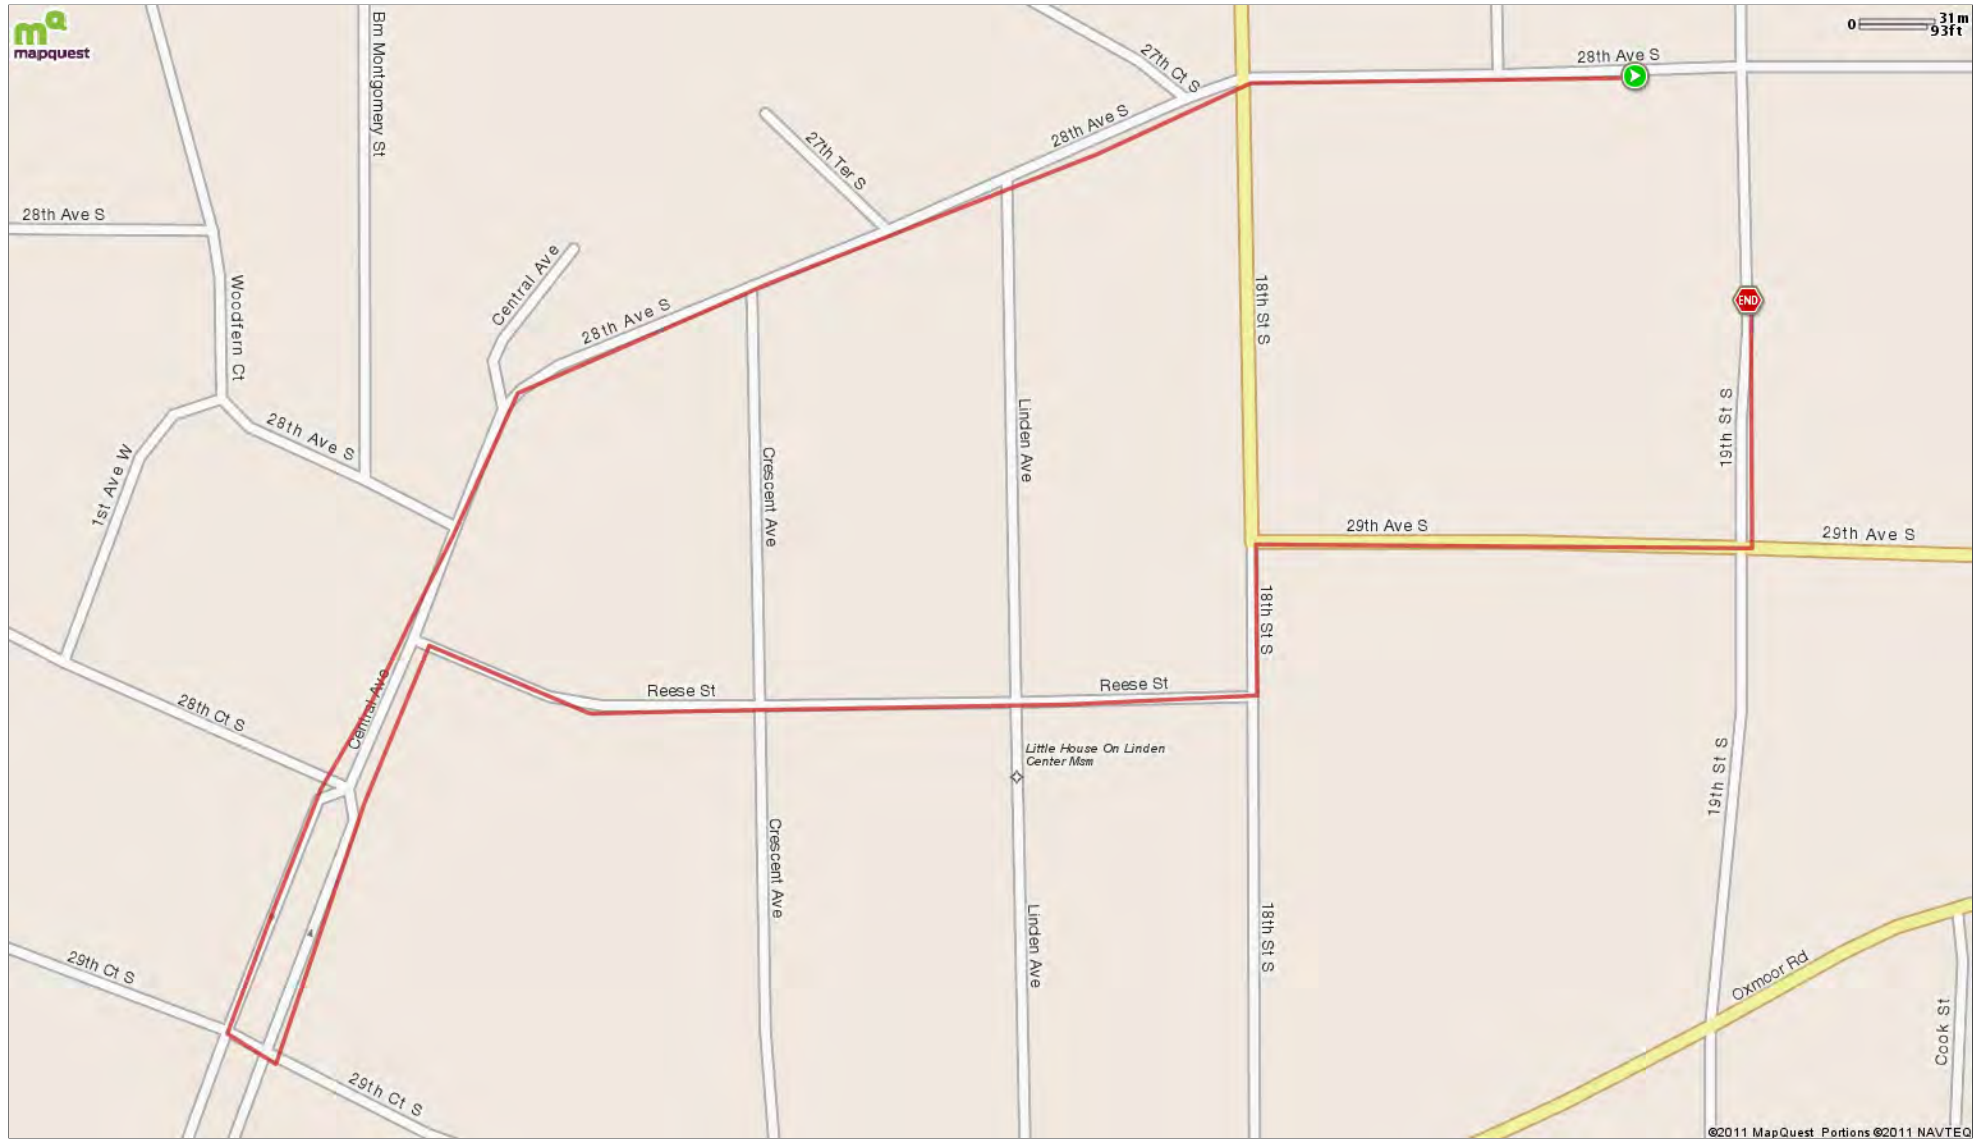 mapquest
Bm Montgomery St
0
31m
93ft
28th Ave S
27th Ct S
28th Ave S
27th Ter S
28th Ave S
Woodfern Ct
Central Ave
28th Ave S
18th St S
END
19th St S
Linden Ave
28th Ave S
1st Ave W
Crescent Ave
29th Ave S
29th Ave S
18th St S
Reese St
Reese St
Central Ave
28th Ct S
Little House On Linden
Center Msm
19th St S
Crescent Ave
Linden Ave
18th St S
29th Ct S
Oxmoor Rd
Cook St
29th Ct S
©2011 MapQuest Portions ©2011 NAVTEQ